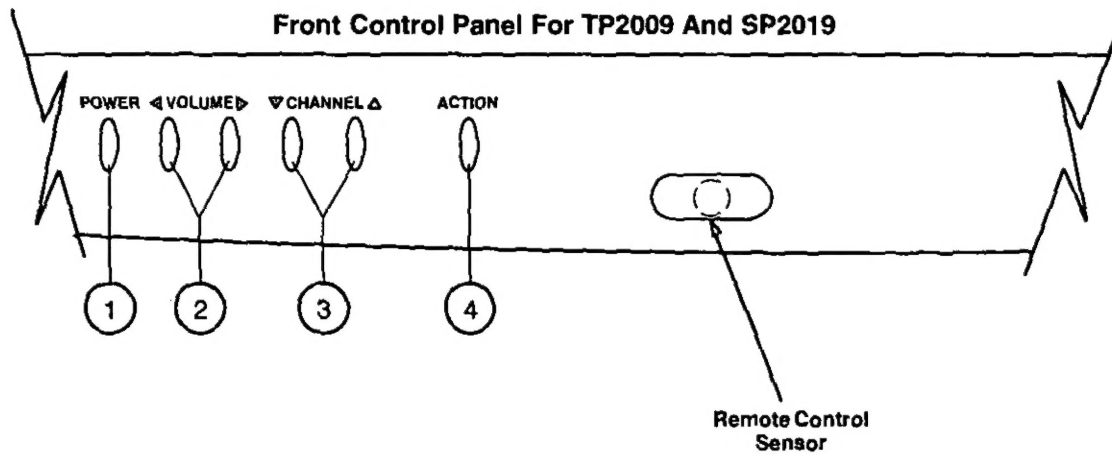 Front Control Panel For TP2009 And SP2019
POWER ◁VOLUME▷ ▽CHANNEL△ ACTION
1 2 3 4
Remote Control
Sensor